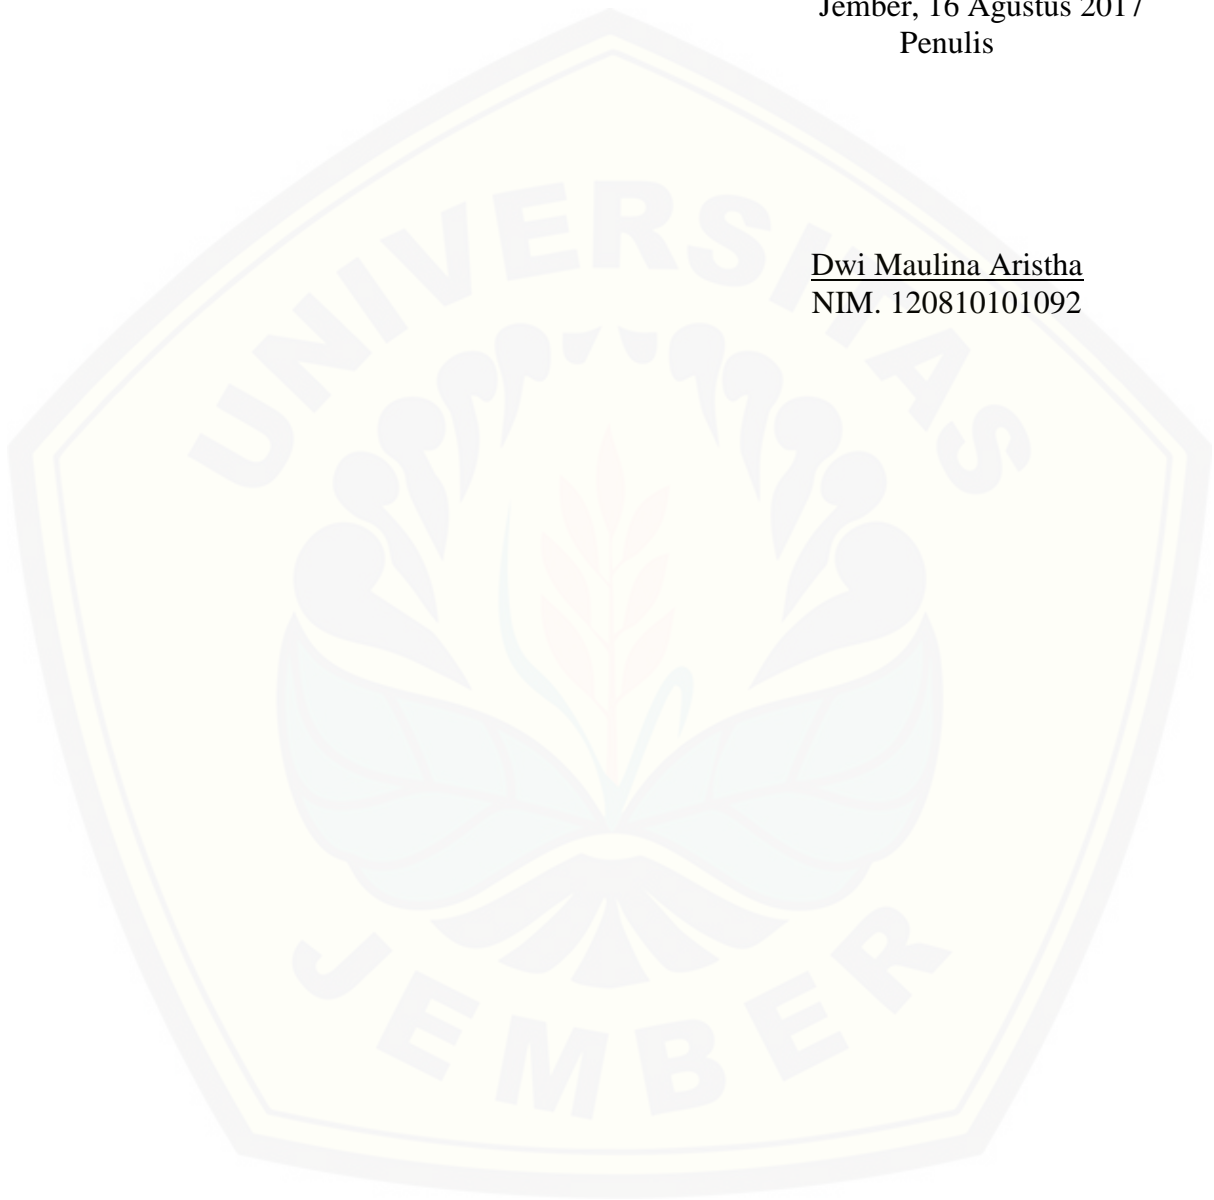 Jember, 16 Agustus 2017
Penulis
Dwi Maulina Aristha
NIM. 120810101092
UNIVERSITAS
JEMBER